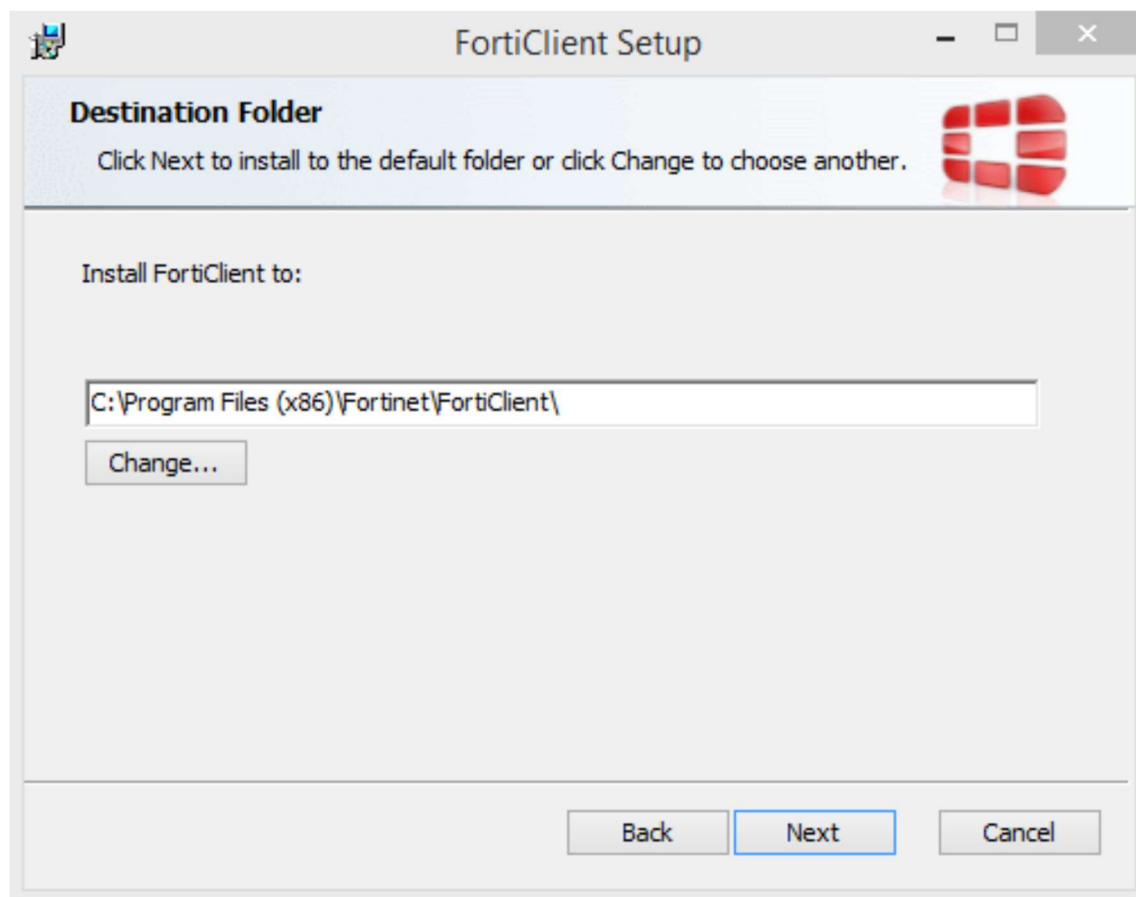 FortiClient Setup
Destination Folder
Click Next to install to the default folder or click Change to choose another.
Install FortiClient to:
C:\Program Files (x86)\Fortinet\FortiClient\
Change...
Back Next Cancel